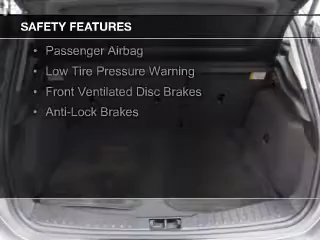 SAFETY FEATURES
• Passenger Airbag
• Low Tire Pressure Warning
• Front Ventilated Disc Brakes
• Anti-Lock Brakes